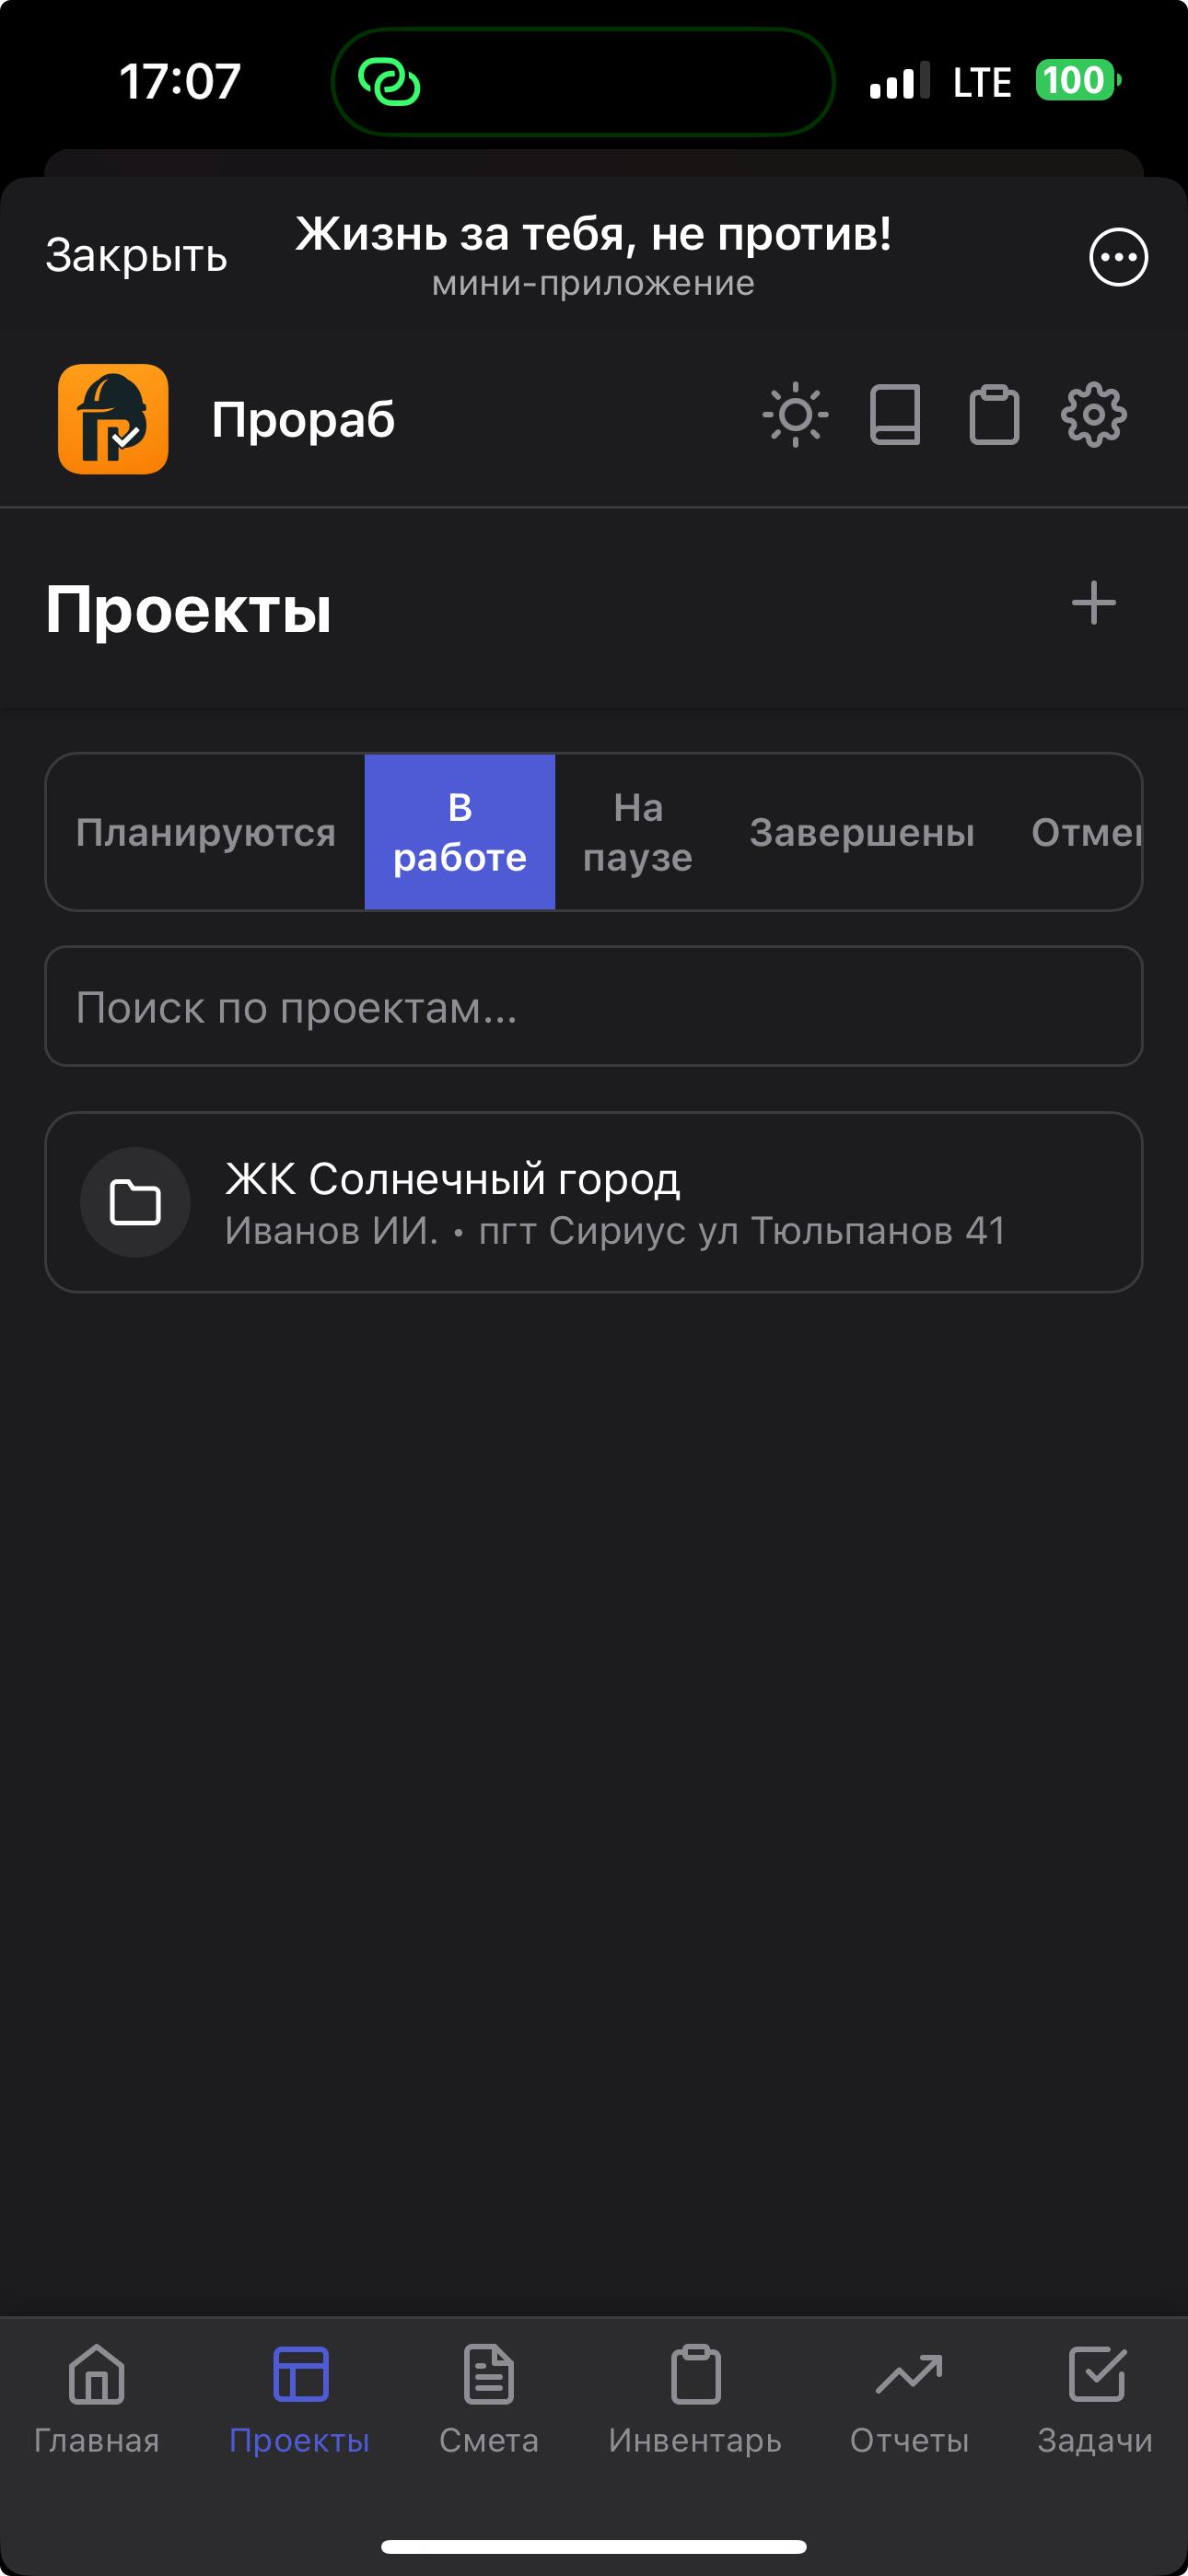 17:07
LTE 100
Закрыть
Жизнь за тебя, не против!
мини-приложение
Прораб
Проекты
Планируются
В
работе
На
паузе
Завершены
Отме
Поиск по проектам...
ЖК Солнечный город
Иванов ИИ. • пгт Сириус ул Тюльпанов 41
Главная
Проекты
Смета
Инвентарь
Отчеты
Задачи